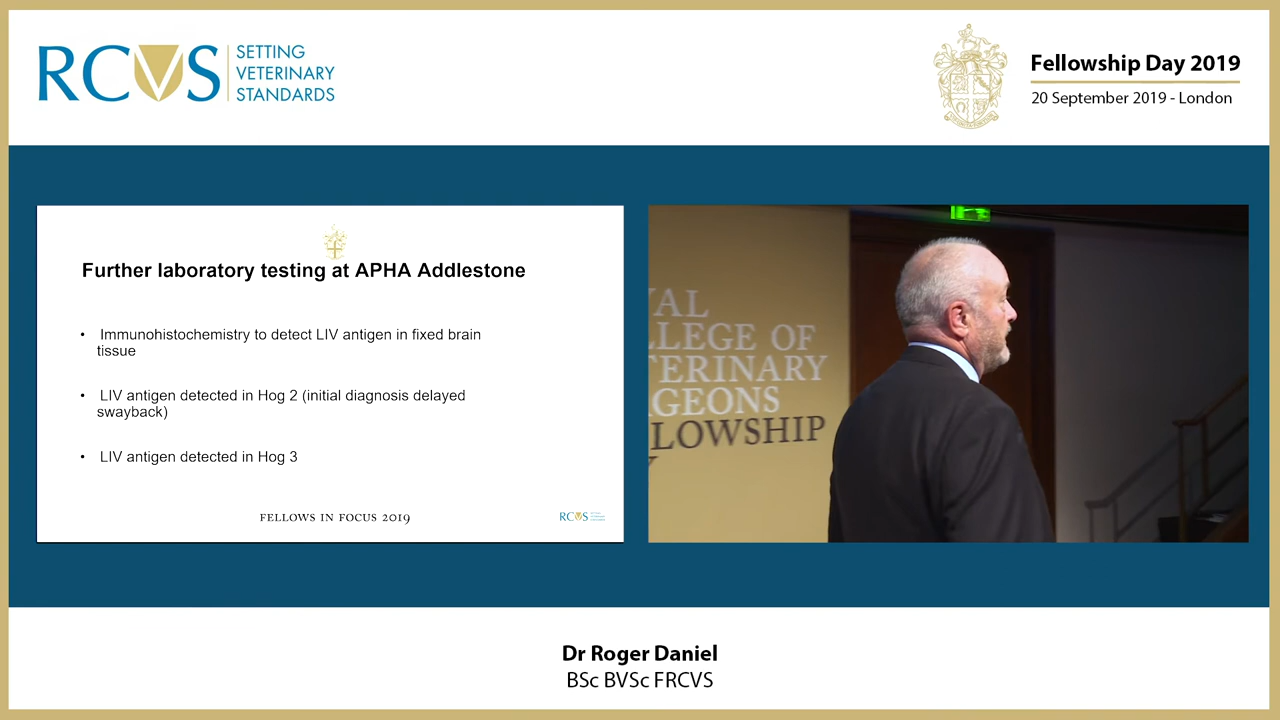 RCVS
SETTING
VETERINARY
STANDARDS
Fellowship Day 2019
20 September 2019 - London
Further laboratory testing at APHA Addlestone
• Immunohistochemistry to detect LIV antigen in fixed brain
tissue
• LIV antigen detected in Hog 2 (initial diagnosis delayed
swayback)
• LIV antigen detected in Hog 3
FELLOWS IN FOCUS 2019
RCVS
YAL
LLEGE OF
TERINARY
RGEONS
LLOWSHIP
Dr Roger Daniel
BSc BVSc FRCVS